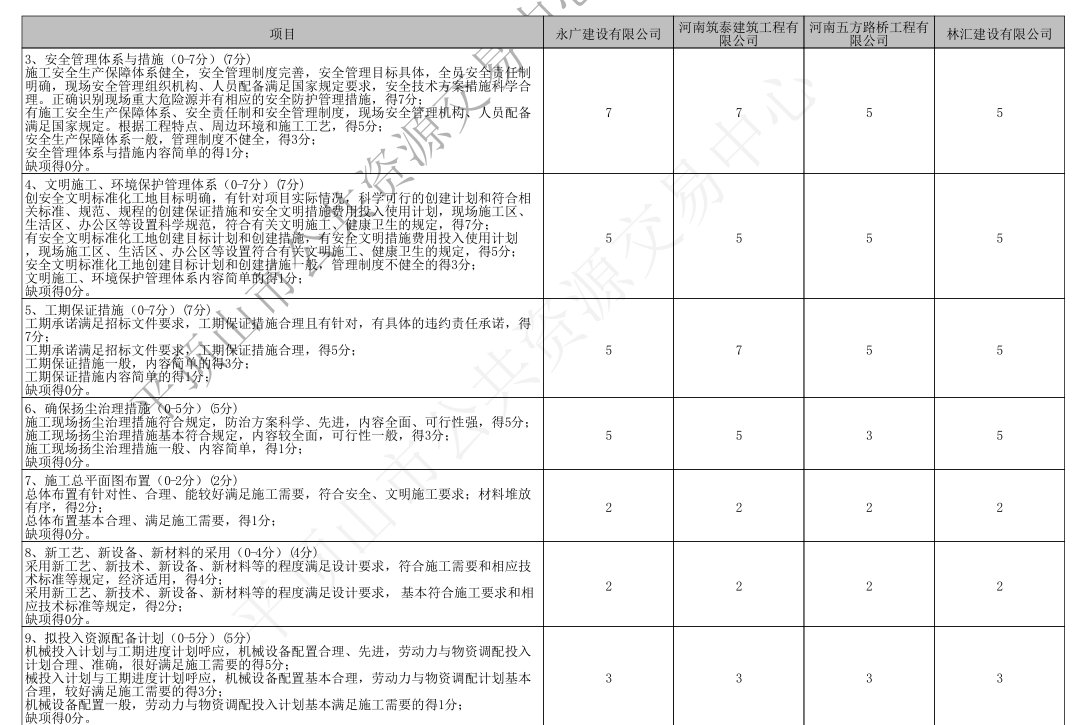 项目 永广建设有限公司 河南筑泰建筑工程有限公司 河南五方路桥工程有限公司 林汇建设有限公司
3、安全管理体系与措施（0-7分）(7分)
施工安全生产保障体系健全，安全管理制度完善，安全管理目标具体，全员安全责任制
明确，现场安全管理组织机构、人员配备满足国家规定要求，安全技术方案措施科学合
理。正确识别现场重大危险源并有相应的安全防护管理措施，得7分；
有施工安全生产保障体系、安全责任制和安全管理制度，现场安全管理机构、人员配备
满足国家规定。根据工程特点、周边环境和施工工艺，得5分；
安全生产保障体系一般，管理制度不健全，得3分；
安全管理体系与措施内容简单的得1分；
缺项得0分。
7 7 5 5
4、文明施工、环境保护管理体系（0-7分）(7分)
创安全文明标准化工地目标明确，有针对项目实际情况，科学可行的创建计划和符合相
关标准、规范、规程的创建保证措施和安全文明措施费用投入使用计划，现场施工区、
生活区、办公区等设置科学规范，符合有关文明施工、健康卫生的规定，得7分；
有安全文明标准化工地创建目标计划和创建措施、有安全文明措施费用投入使用计划
，现场施工区、生活区、办公区等设置符合有关文明施工、健康卫生的规定，得5分；
安全文明标准化工地创建目标计划和创建措施一般，管理制度不健全的得3分；
文明施工、环境保护管理体系内容简单的得1分；
缺项得0分。
5 5 5 5
5、工期保证措施（0-7分）(7分)
工期承诺满足招标文件要求，工期保证措施合理且有针对，有具体的违约责任承诺，得
7分；
工期承诺满足招标文件要求，工期保证措施合理，得5分；
工期保证措施一般，内容简单的得3分；
工期保证措施内容简单的得1分；
缺项得0分。
5 7 5 5
6、确保扬尘治理措施（0-5分）(5分)
施工现场扬尘治理措施符合规定，防治方案科学、先进，内容全面、可行性强，得5分；
施工现场扬尘治理措施基本符合规定，内容较全面，可行性一般，得3分；
施工现场扬尘治理措施一般、内容简单，得1分；
缺项得0分。
5 5 3 5
7、施工总平面图布置（0-2分）(2分)
总体布置有针对性、合理、能较好满足施工需要，符合安全、文明施工要求；材料堆放
有序，得2分；
总体布置基本合理、满足施工需要，得1分；
缺项得0分。
2 2 2 2
8、新工艺、新设备、新材料的采用（0-4分）(4分)
采用新工艺、新技术、新设备、新材料等的程度满足设计要求，符合施工需要和相应技
术标准等规定，经济适用，得4分；
采用新工艺、新技术、新设备、新材料等的程度满足设计要求， 基本符合施工要求和相
应技术标准等规定，得2分；
缺项得0分。
2 2 2 2
9、拟投入资源配备计划（0-5分）(5分)
机械投入计划与工期进度计划呼应，机械设备配置合理、先进，劳动力与物资调配投入
计划合理、准确，很好满足施工需要的得5分；
械投入计划与工期进度计划呼应，机械设备配置基本合理，劳动力与物资调配计划基本
合理，较好满足施工需要的得3分；
机械设备配置一般，劳动力与物资调配投入计划基本满足施工需要的得1分；
缺项得0分。
3 3 3 3
平顶山市公共资源交易中心
平顶山市公共资源交易中心